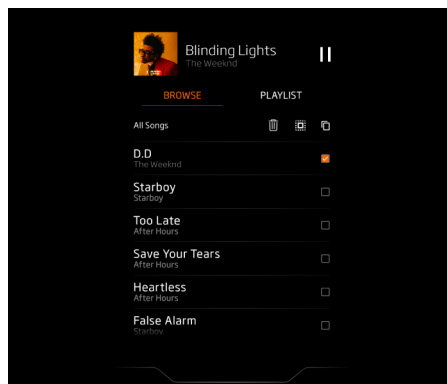 Blinding Lights
The Weeknd
BROWSE PLAYLIST
All Songs
D.D
The Weeknd
Starboy
Starboy
Too Late
After Hours
Save Your Tears
After Hours
Heartless
After Hours
False Alarm
Starboy